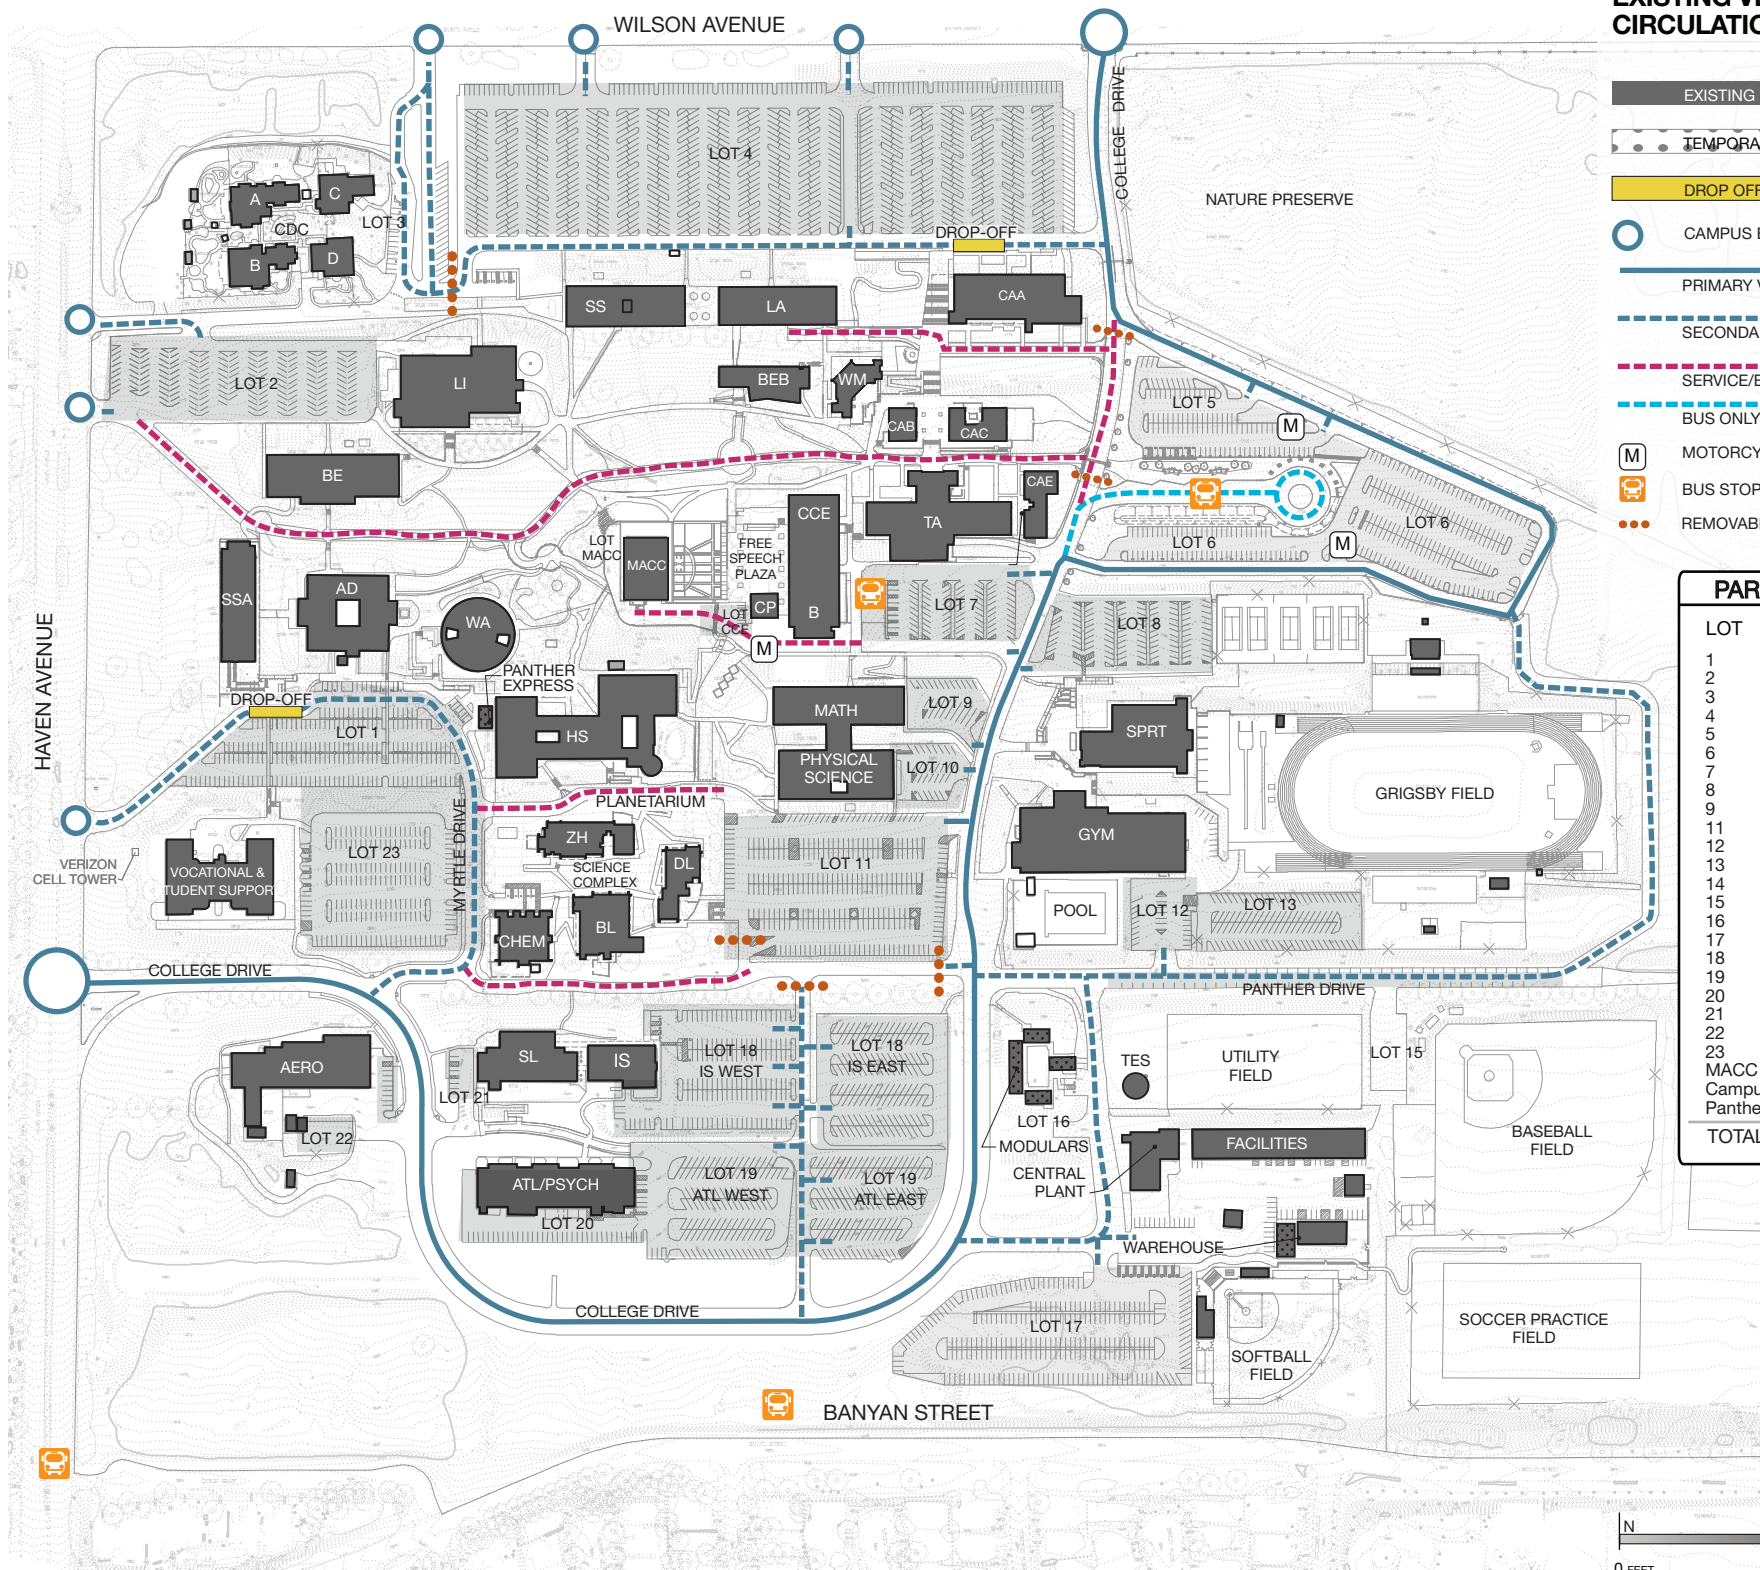 WILSON AVENUE
CIRCULATIO
COLLEGE DRIVE
EXISTING
TEMPORA
DROP OFF
CAMPUS E
PRIMARY V
SECONDA
SERVICE/E
BUS ONLY
M
MOTORCY
BUS STOP
REMOVAB
LOT 4
NATURE PRESERVE
A
C
CDC
LOT 3
B
D
DROP-OFF
SS
LA
CAA
LOT 2
LI
BEB
WM
LOT 5
M
CAB
CAC
BE
CAE
CCE
TA
LOT 6
LOT 6
M
LOT
MACC
MACC
FREE
SPEECH
PLAZA
CP
LOT
CCE
B
M
LOT 7
LOT 8
SSA
AD
WA
HAVEN AVENUE
PANTHER
EXPRESS
DROP-OFF
LOT 1
HS
MATH
LOT 9
PHYSICAL
SCIENCE
LOT 10
SPRT
GRIGSBY FIELD
PLANETARIUM
MYRTLE DRIVE
ZH
DL
SCIENCE
COMPLEX
LOT 11
GYM
VERIZON
CELL TOWER
VOCATIONAL &
TUDENT SUPPORT
LOT 23
CHEM
BL
POOL
LOT 12
LOT 13
COLLEGE DRIVE
PANTHER DRIVE
AERO
SL
IS
LOT 18
IS WEST
LOT 18
IS EAST
LOT 21
LOT 22
TES
UTILITY
FIELD
LOT 15
LOT 16
MODULARS
CENTRAL
PLANT
FACILITIES
BASEBALL
FIELD
ATL/PSYCH
LOT 20
LOT 19
ATL WEST
LOT 19
ATL EAST
WAREHOUSE
COLLEGE DRIVE
LOT 17
SOFTBALL
FIELD
SOCCER PRACTICE
FIELD
BANYAN STREET
PAR
LOT
1
2
3
4
5
6
7
8
9
11
12
13
14
15
16
17
18
19
20
21
22
23
MACC
Campu
Panthe
TOTAL
N
0 FEET